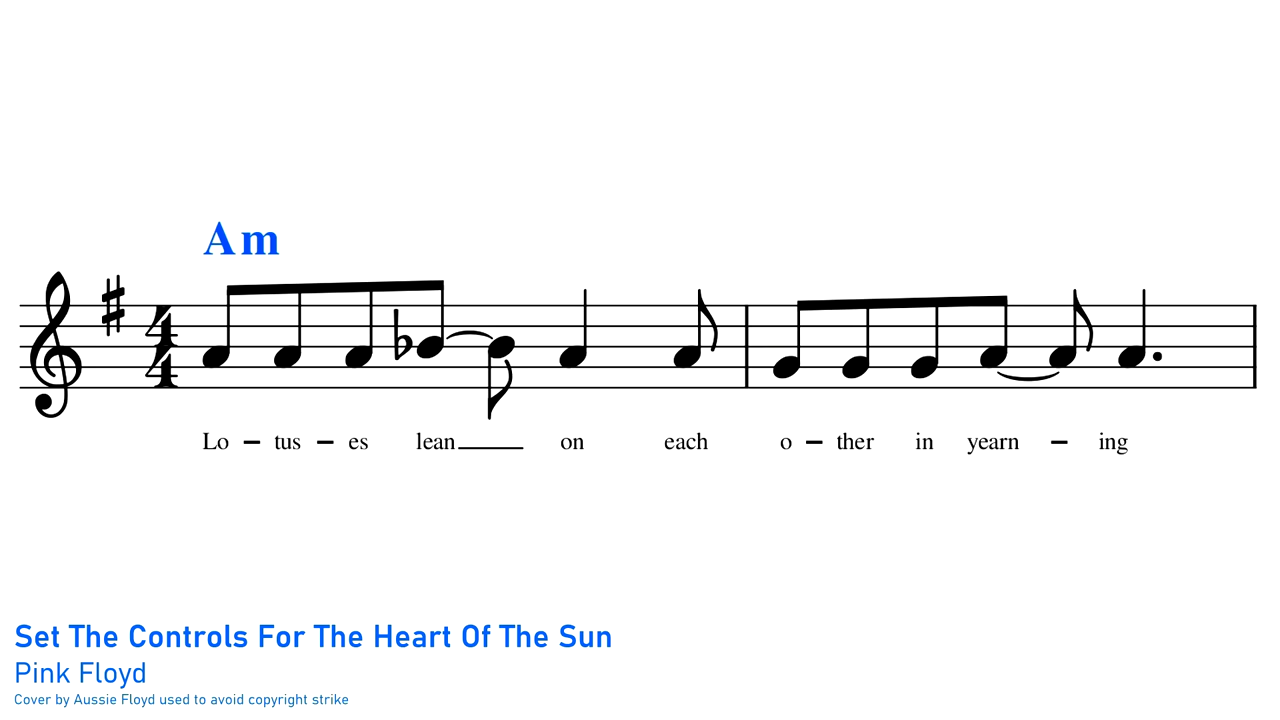 Am
Lo – tus – es lean____ on each o – ther in yearn – ing
Set The Controls For The Heart Of The Sun
Pink Floyd
Cover by Aussie Floyd used to avoid copyright strike